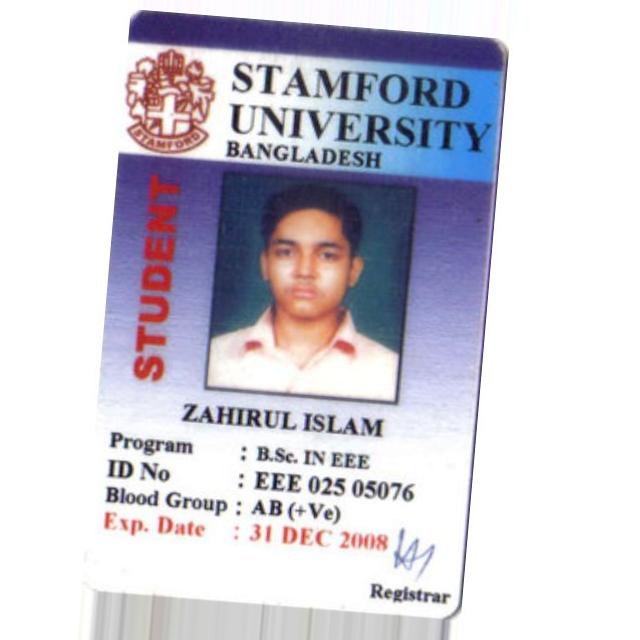 STAMFORD
UNIVERSITY
BANGLADESH
STAMFORD
STUDENT
ZAHIRUL ISLAM
Program : B.Sc. IN EEE
ID No : EEE 025 05076
Blood Group : AB (+Ve)
Exp. Date : 31 DEC 2008
Registrar